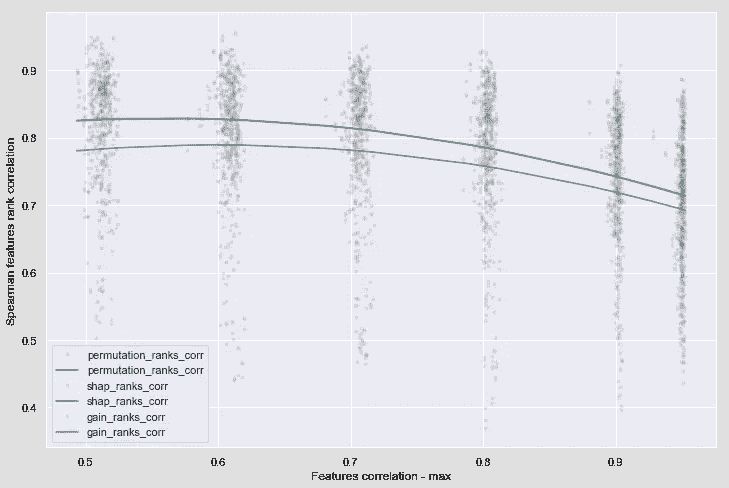 Spearman features rank correlation
0.9
0.8
0.7
0.6
0.5
0.4
permutation_ranks_corr
permutation_ranks_corr
shap_ranks_corr
shap_ranks_corr
gain_ranks_corr
gain_ranks_corr
0.5 0.6 0.7 0.8 0.9
Features correlation - max